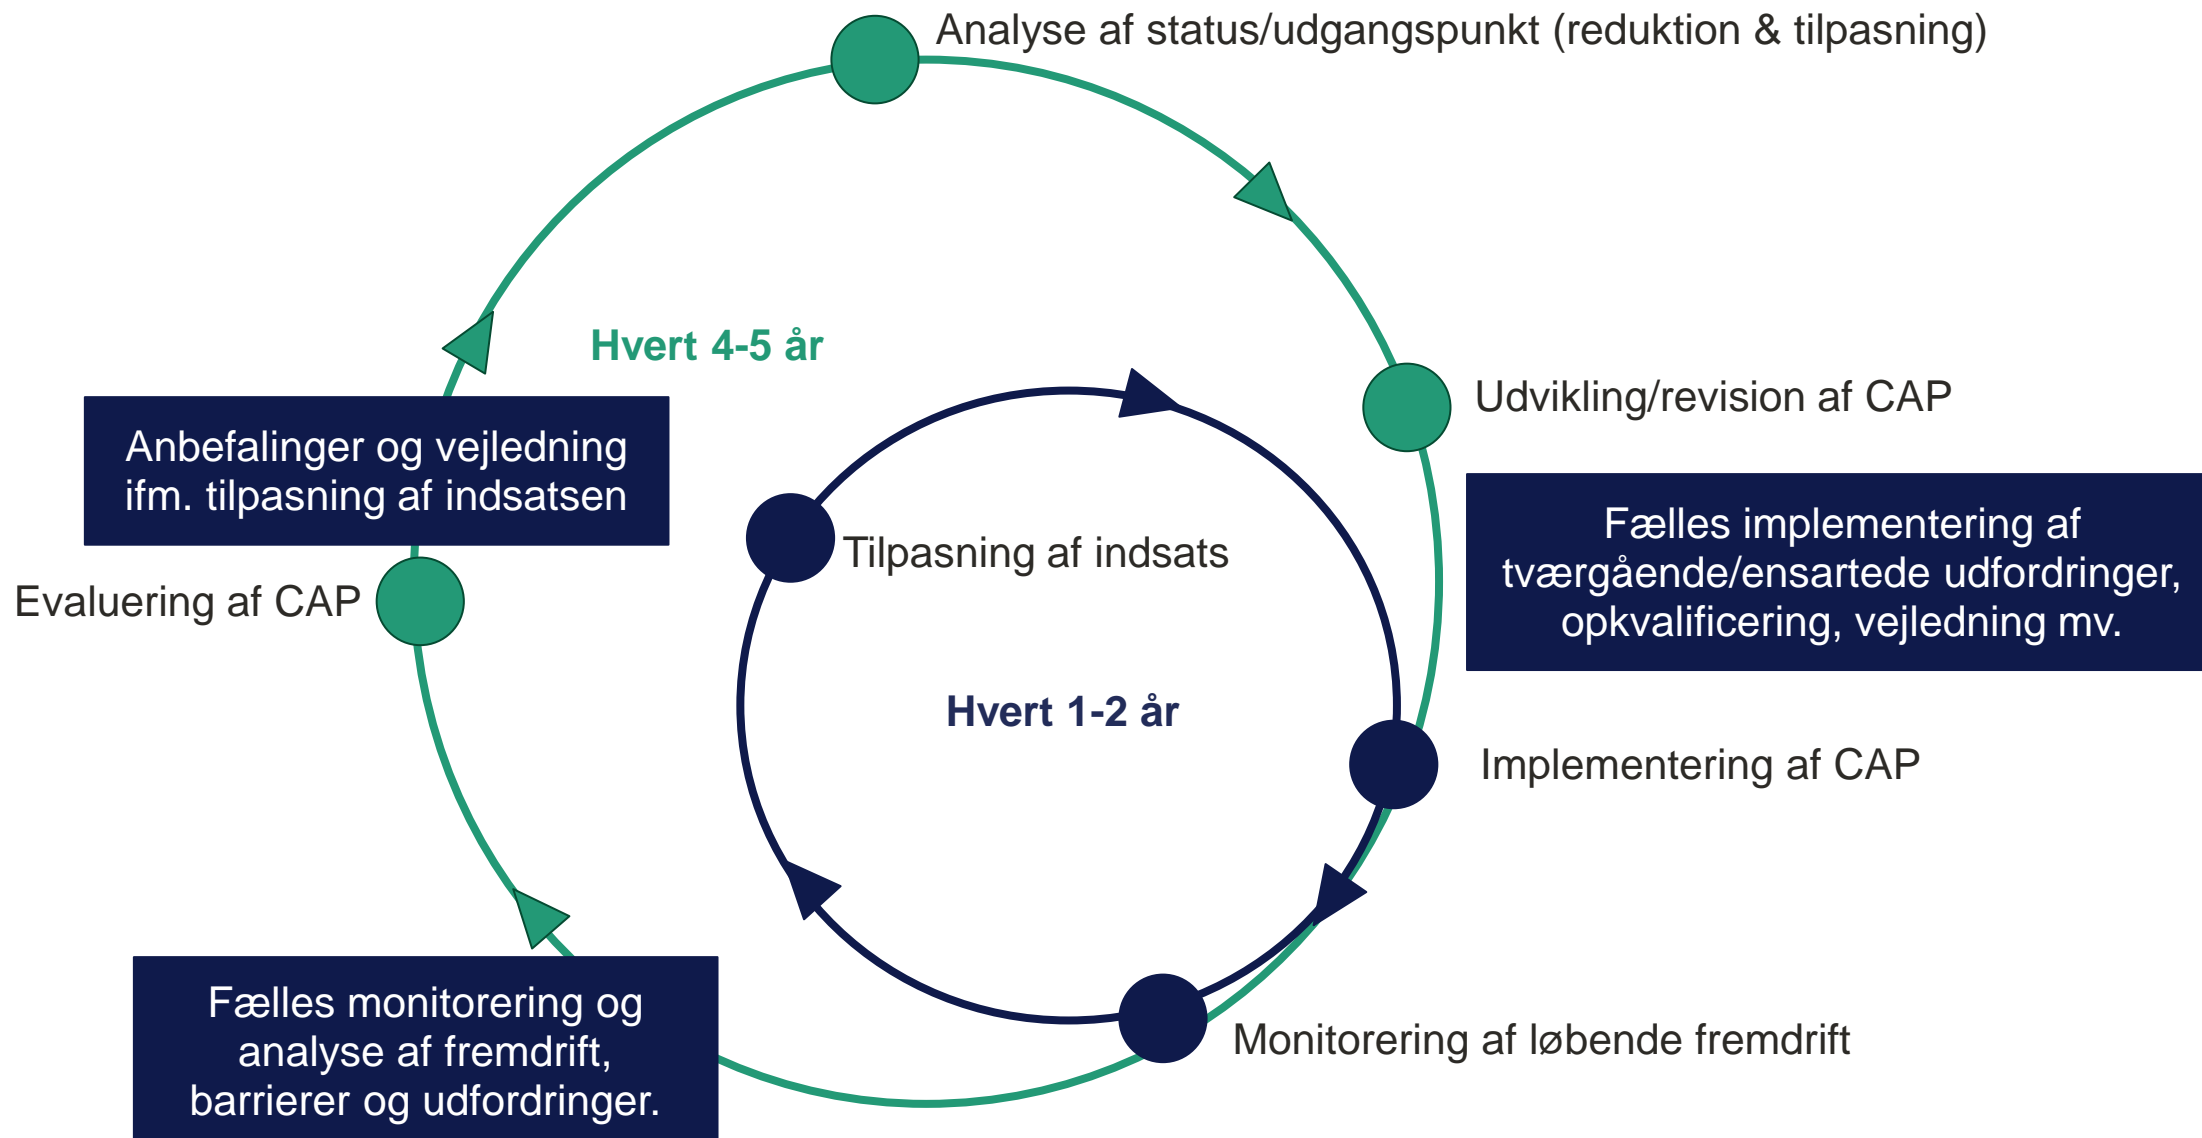 Analyse af status/udgangspunkt (reduktion & tilpasning)
Hvert 4-5 år
Udvikling/revision af CAP
Anbefalinger og vejledning
ifm. tilpasning af indsatsen
Fælles implementering af
tværgående/ensartede udfordringer,
opkvalificering, vejledning mv.
Tilpasning af indsats
Evaluering af CAP
Hvert 1-2 år
Implementering af CAP
Fælles monitorering og
analyse af fremdrift,
barrierer og udfordringer.
Monitorering af løbende fremdrift